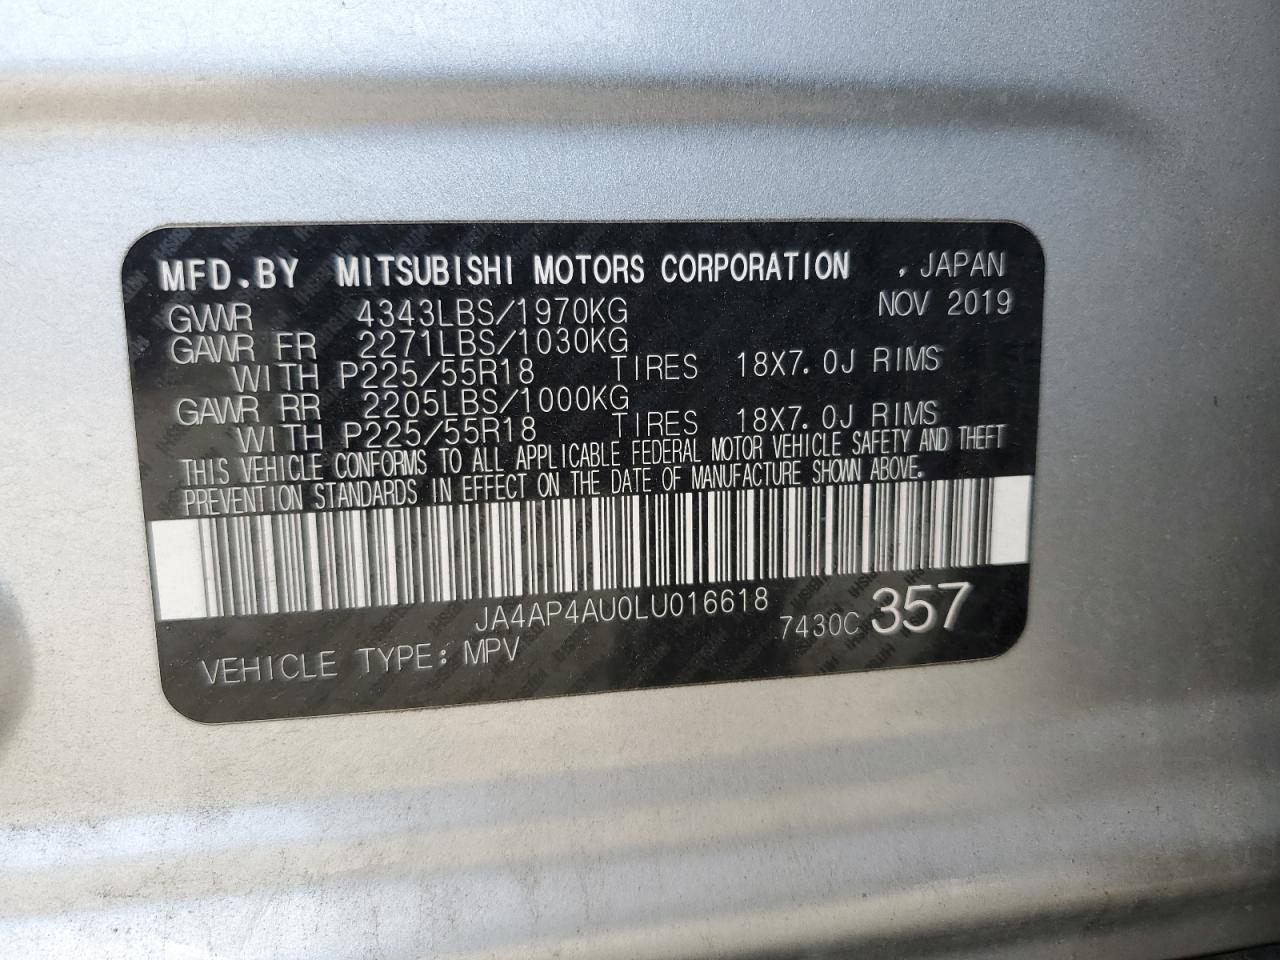 MFD.BY MITSUBISHI MOTORS CORPORATION , JAPAN
GVWR 4343LBS/1970KG NOV 2019
GAWR FR 2271LBS/1030KG
WITH P225/55R18 TIRES 18X7.0J RIMS
GAWR RR 2205LBS/1000KG
WITH P225/55R18 TIRES 18X7.0J RIMS
THIS VEHICLE CONFORMS TO ALL APPLICABLE FEDERAL MOTOR VEHICLE SAFETY AND THEFT
PREVENTION STANDARDS IN EFFECT ON THE DATE OF MANUFACTURE SHOWN ABOVE.
JA4AP4AU0LU016618
7430C 357
VEHICLE TYPE: MPV